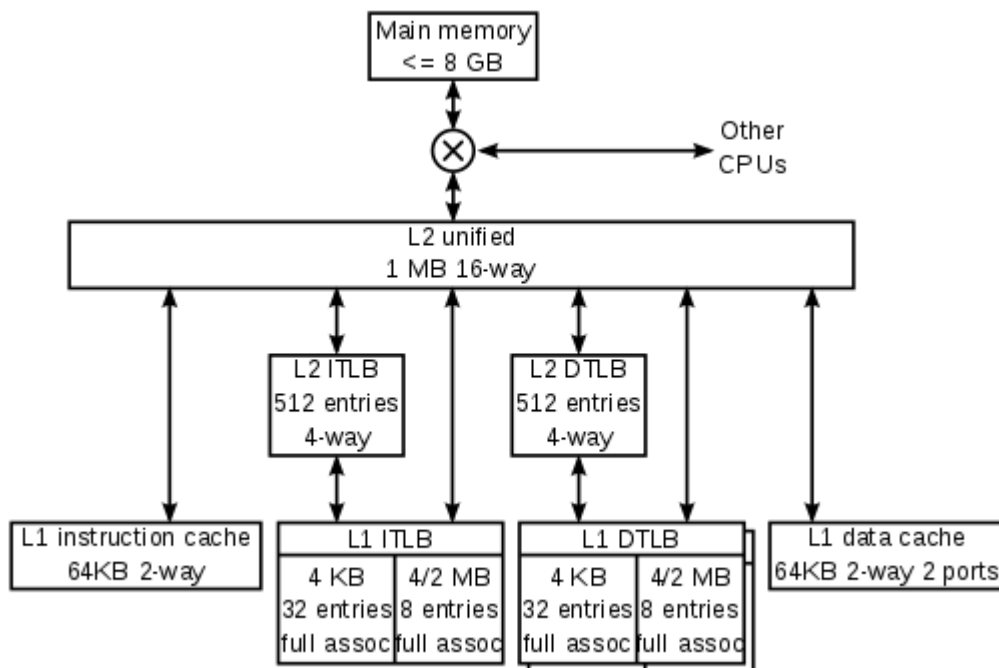 Main memory
<= 8 GB
Other
CPUs
L2 unified
1 MB 16-way
L2 ITLB
512 entries
4-way
L2 DTLB
512 entries
4-way
L1 instruction cache
64KB 2-way
L1 ITLB
4 KB
32 entries
full assoc
4/2 MB
8 entries
full assoc
L1 DTLB
4 KB
32 entries
full assoc
4/2 MB
8 entries
full assoc
L1 data cache
64KB 2-way 2 ports